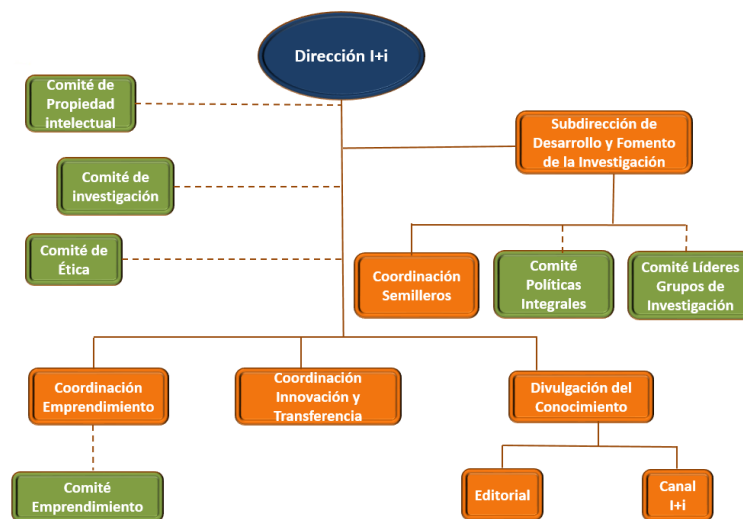 Dirección I+i
Comité de
Propiedad
intelectual
Subdirección de
Desarrollo y Fomento
de la Investigación
Comité de
investigación
Comité de
Ética
Coordinación
Semilleros
Comité
Políticas
Integrales
Comité Líderes
Grupos de
Investigación
Coordinación
Emprendimiento
Coordinación
Innovación y
Transferencia
Divulgación del
Conocimiento
Comité
Emprendimiento
Editorial
Canal
I+i